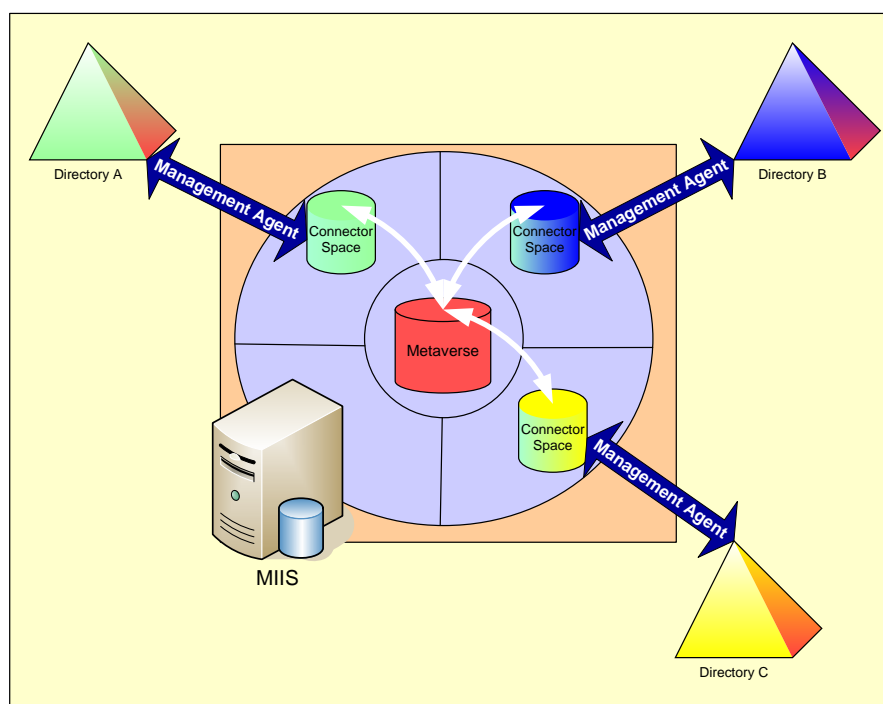 Directory A
Management Agent
Connector
Space
Connector
Space
Management Agent
Directory B
Metaverse
Connector
Space
Management Agent
MIIS
Directory C